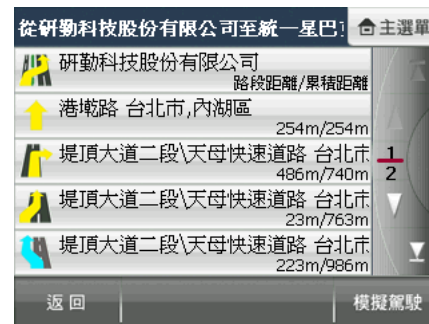 從研勤科技股份有限公司至統一星巴
主選單
研勤科技股份有限公司
路段距離/累積距離
港墘路 台北市,內湖區
254m/254m
堤頂大道二段\天母快速道路 台北市
486m/740m
1
2
堤頂大道二段\天母快速道路 台北市
23m/763m
堤頂大道二段\天母快速道路 台北市
223m/986m
返回
模擬駕駛